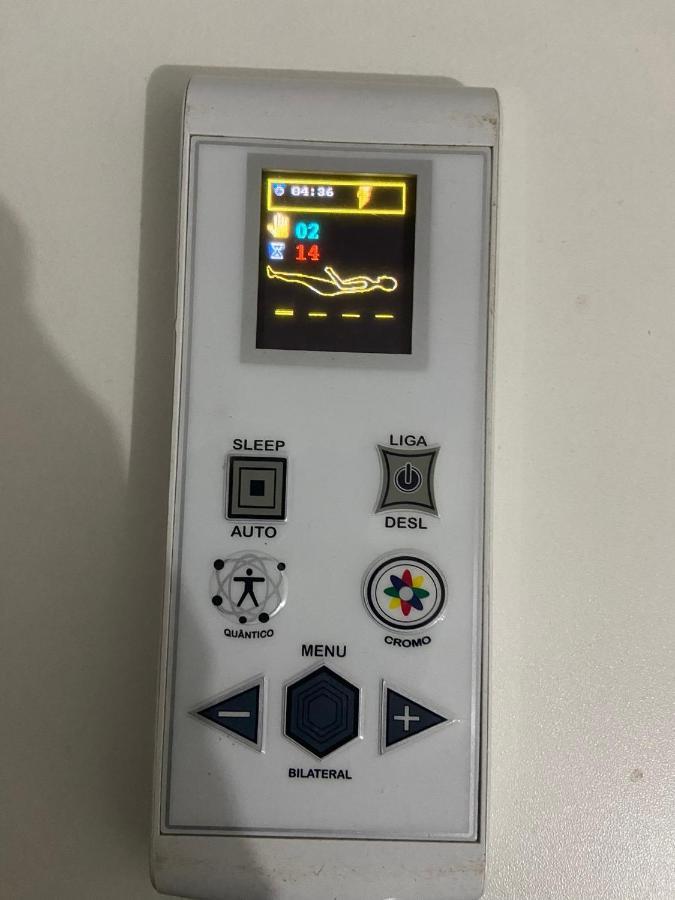 04:36
02
14
SLEEP
LIGA
AUTO
DESL
QUÂNTICO
CROMO
MENU
− +
BILATERAL